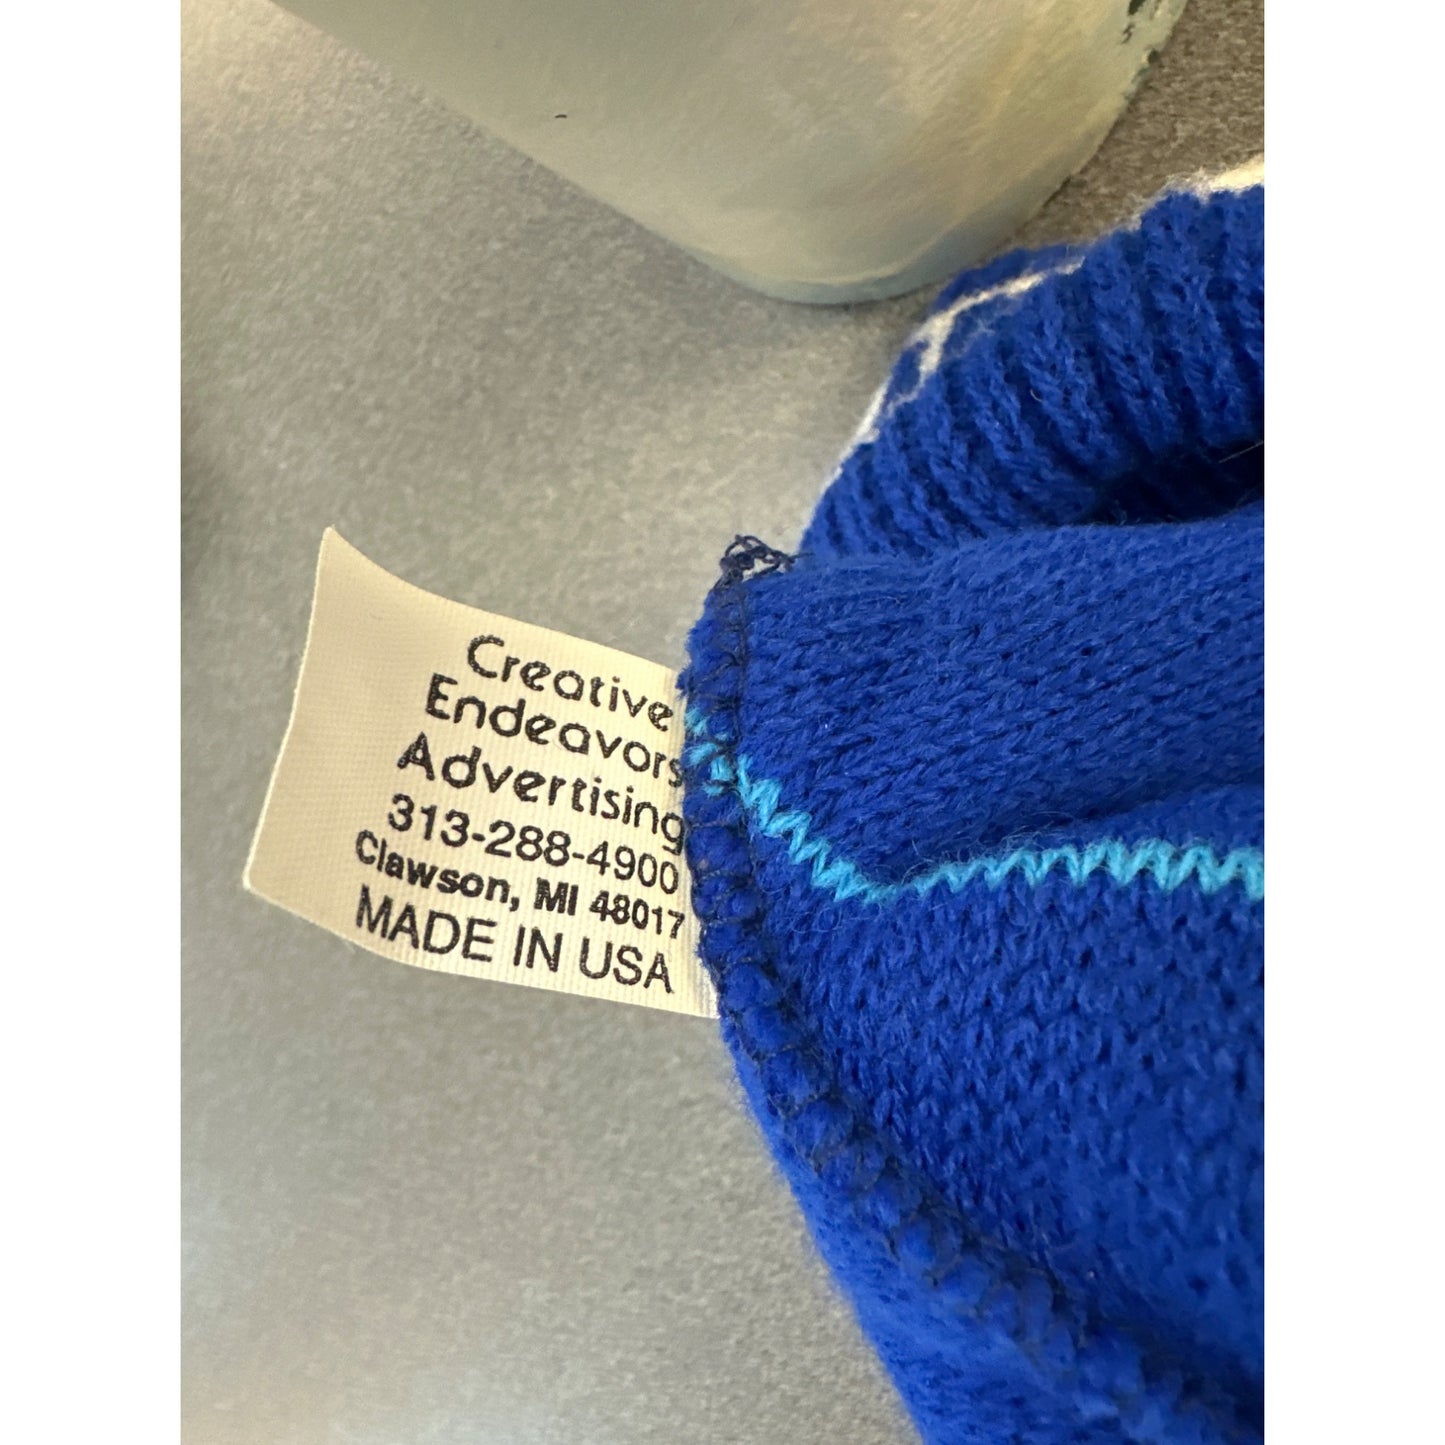 Creative
Endeavors
Advertising
313-288-4900
Clawson, MI 48017
MADE IN USA